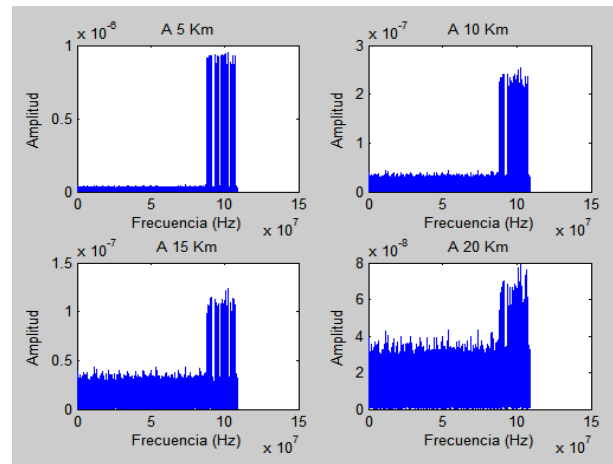 x 10^-6
A 5 Km
1
0.5
0
Amplitud
0 5 10 15
Frecuencia (Hz)
x 10^7
x 10^-7
A 10 Km
3
2
1
0
Amplitud
0 5 10 15
Frecuencia (Hz)
x 10^7
x 10^-7
A 15 Km
1.5
1
0.5
0
Amplitud
0 5 10 15
Frecuencia (Hz)
x 10^7
x 10^-8
A 20 Km
8
6
4
2
0
Amplitud
0 5 10 15
Frecuencia (Hz)
x 10^7